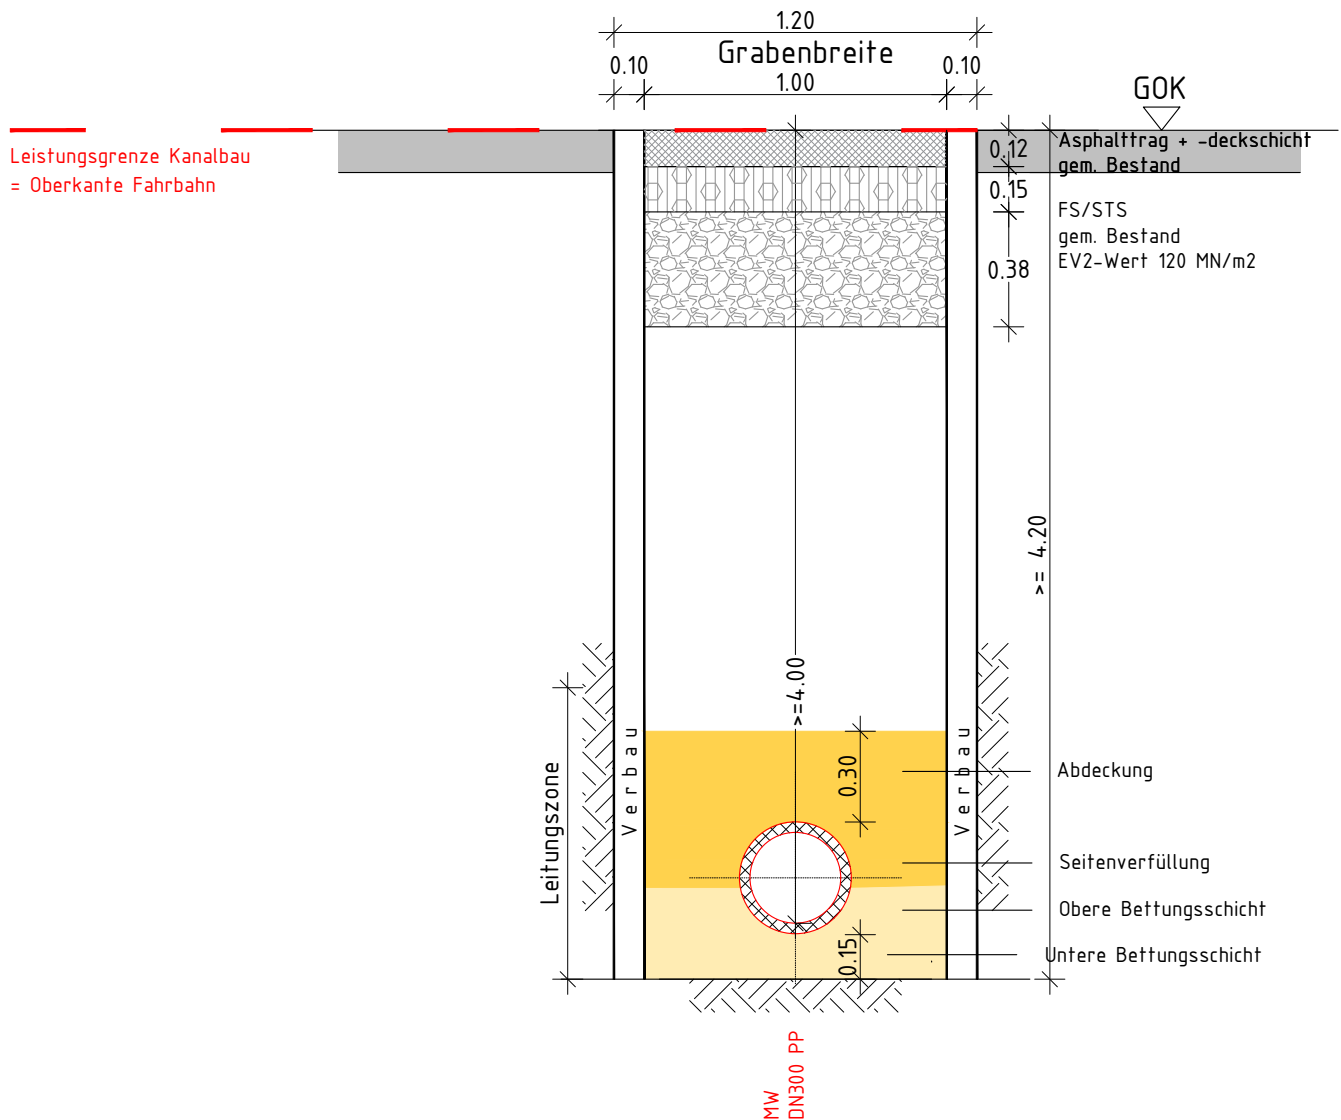 1.20
Grabenbreite
0.10
1.00
0.10
GOK
Leistungsgrenze Kanalbau
= Oberkante Fahrbahn
0.12
Asphalttrag + -deckschicht
gem. Bestand
0.15
FS/STS
gem. Bestand
EV2-Wert 120 MN/m2
0.38
>= 4.20
>=4.00
Leitungszone
Verbau
Verbau
0.30
Abdeckung
Seitenverfüllung
Obere Bettungsschicht
Untere Bettungsschicht
0.15
MW
DN300 PP